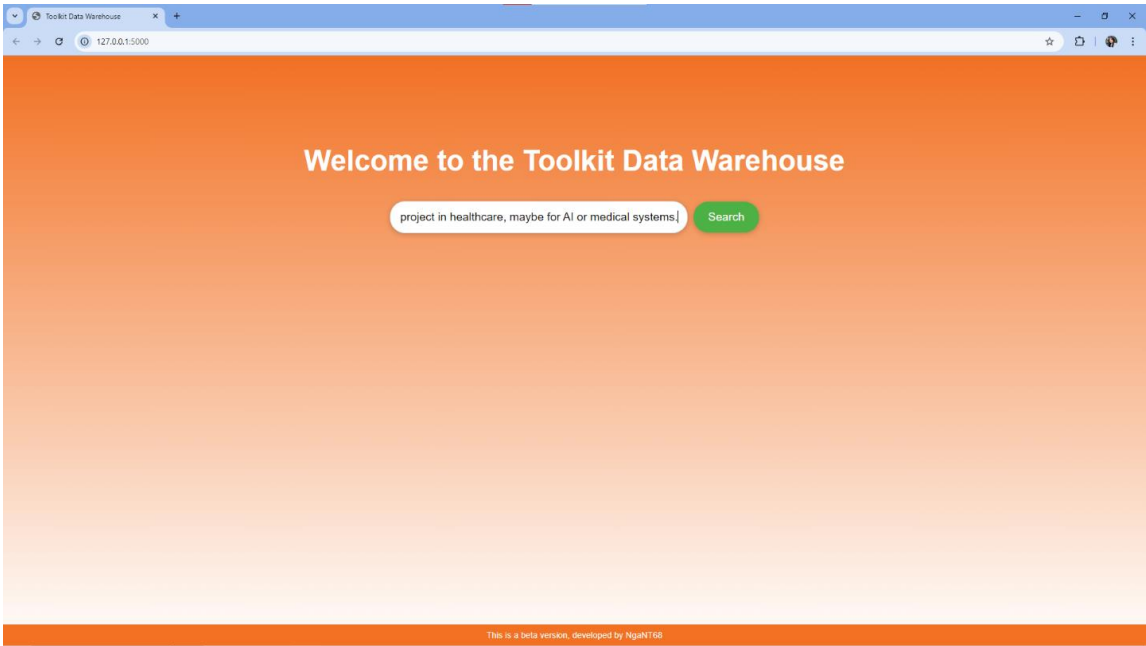 Toolkit Data Warehouse
127.0.0.1:5000
Welcome to the Toolkit Data Warehouse
project in healthcare, maybe for AI or medical systems.
Search
This is a beta version, developed by NgaNT68